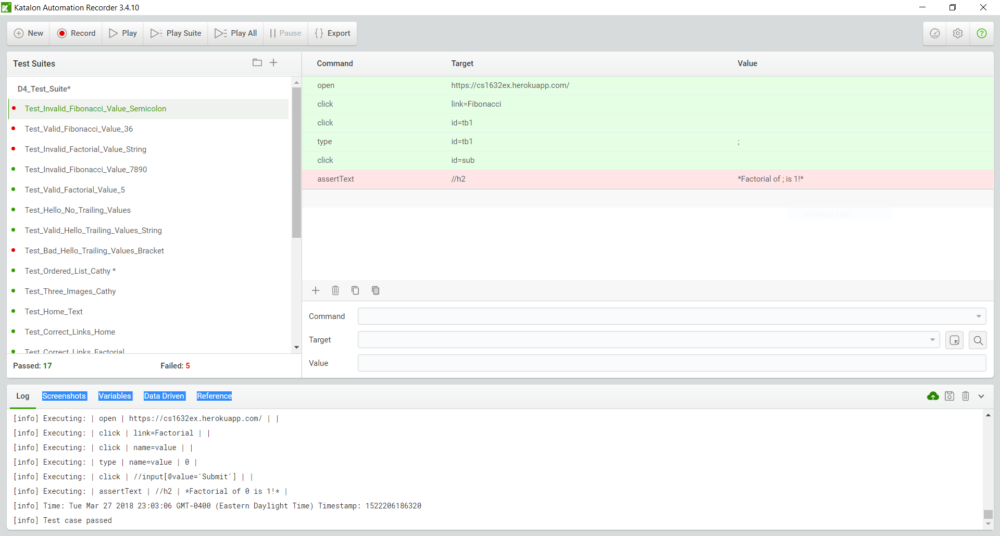 Katalon Automation Recorder 3.4.10
New Record Play Play Suite Play All Pause Export
Test Suites
D4_Test_Suite*
Test_Invalid_Fibonacci_Value_Semicolon
Test_Valid_Fibonacci_Value_36
Test_Invalid_Factorial_Value_String
Test_Invalid_Fibonacci_Value_7890
Test_Valid_Factorial_Value_5
Test_Hello_No_Trailing_Values
Test_Valid_Hello_Trailing_Values_String
Test_Bad_Hello_Trailing_Values_Bracket
Test_Ordered_List_Cathy *
Test_Three_Images_Cathy
Test_Home_Text
Test_Correct_Links_Home
Test_Correct_Links_Factorial
Passed: 17 Failed: 5
Command Target Value
open https://cs1632ex.herokuapp.com/
click link=Fibonacci
click id=tb1
type id=tb1 ;
click id=sub
assertText //h2 *Factorial of ; is 1!*
Window Snip
Command
Target
Value
Log Screenshots Variables Data Driven Reference
[info] Executing: | open | https://cs1632ex.herokuapp.com/ | |
[info] Executing: | click | link=Factorial | |
[info] Executing: | click | name=value | |
[info] Executing: | type | name=value | 0 |
[info] Executing: | click | //input[@value='Submit'] | |
[info] Executing: | assertText | //h2 | *Factorial of 0 is 1!* |
[info] Time: Tue Mar 27 2018 23:03:06 GMT-0400 (Eastern Daylight Time) Timestamp: 1522206186320
[info] Test case passed